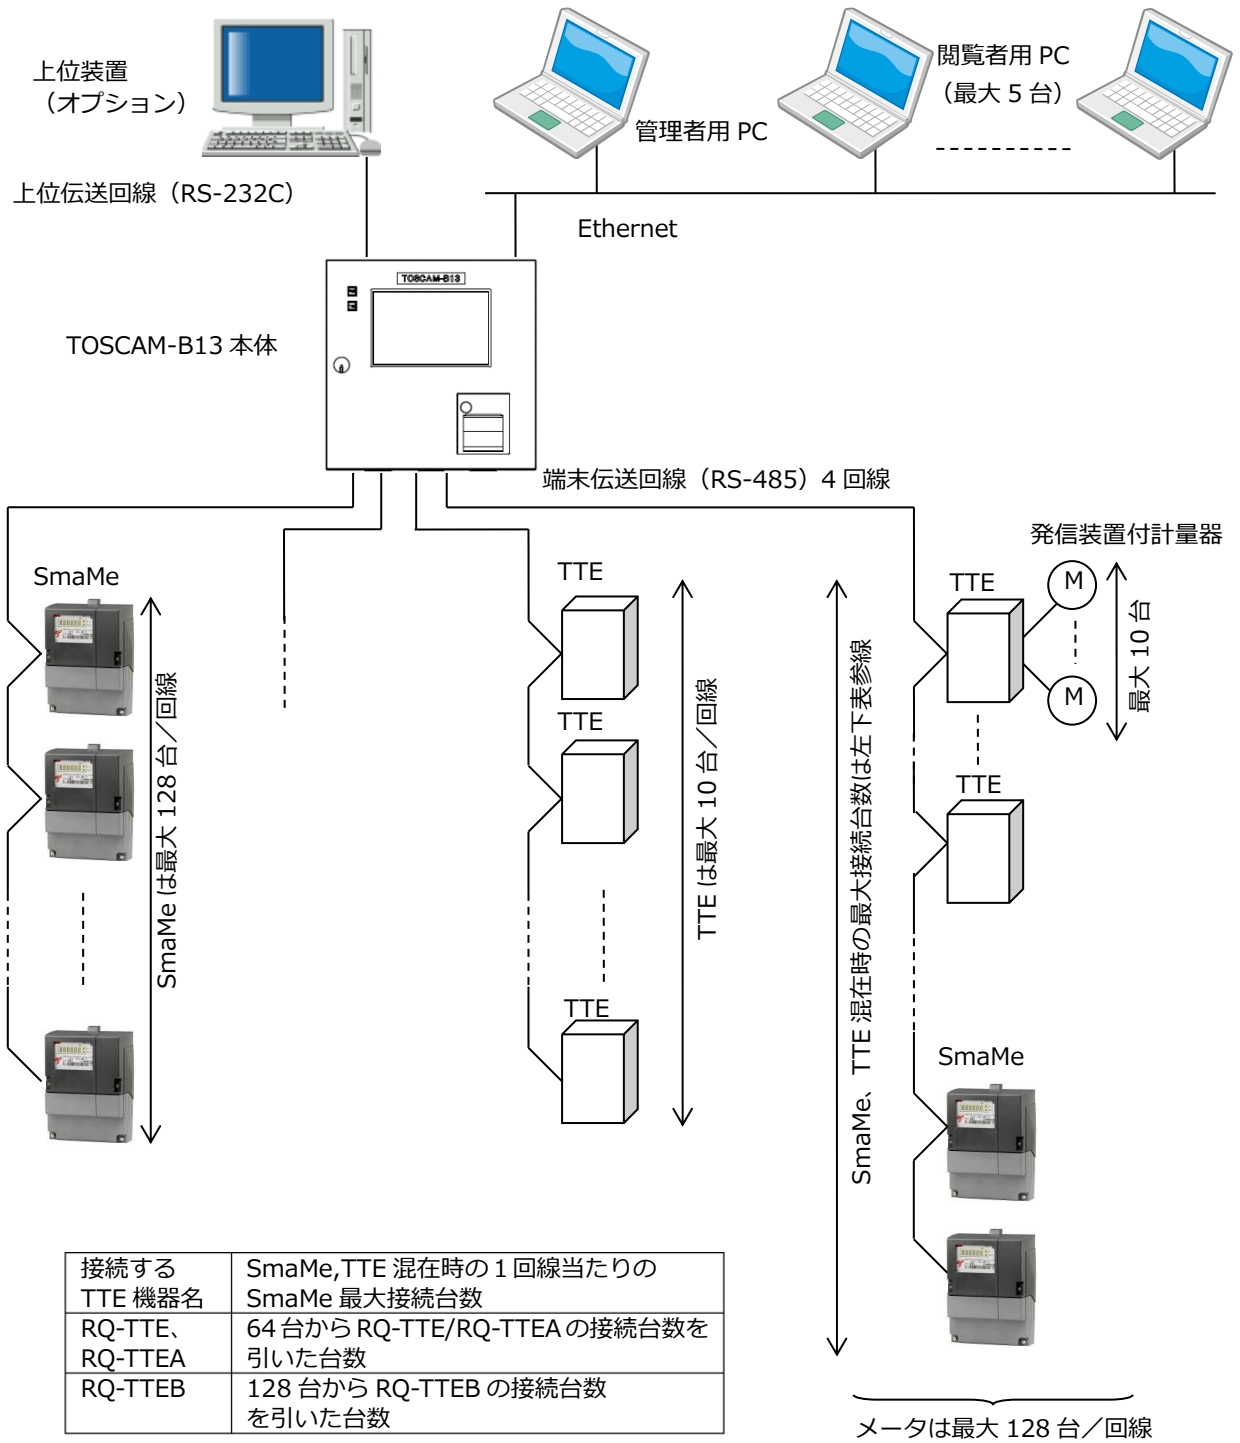 上位装置
（オプション）
閲覧者用 PC
（最大 5 台）
管理者用 PC
上位伝送回線（RS-232C）
Ethernet
TOSCAM-B13
TOSCAM-B13 本体
端末伝送回線（RS-485）4 回線
発信装置付計量器
SmaMe
TTE
TTE
M
M
最大 10 台
SmaMe は最大 128 台／回線
TTE
TTE は最大 10 台／回線
SmaMe、TTE 混在時の最大接続台数は左下表参線
TTE
TTE
SmaMe
接続する
TTE 機器名
SmaMe,TTE 混在時の 1 回線当たりの
SmaMe 最大接続台数
RQ-TTE、
RQ-TTEA
64 台から RQ-TTE/RQ-TTEA の接続台数を
引いた台数
RQ-TTEB
128 台から RQ-TTEB の接続台数
を引いた台数
メータは最大 128 台／回線